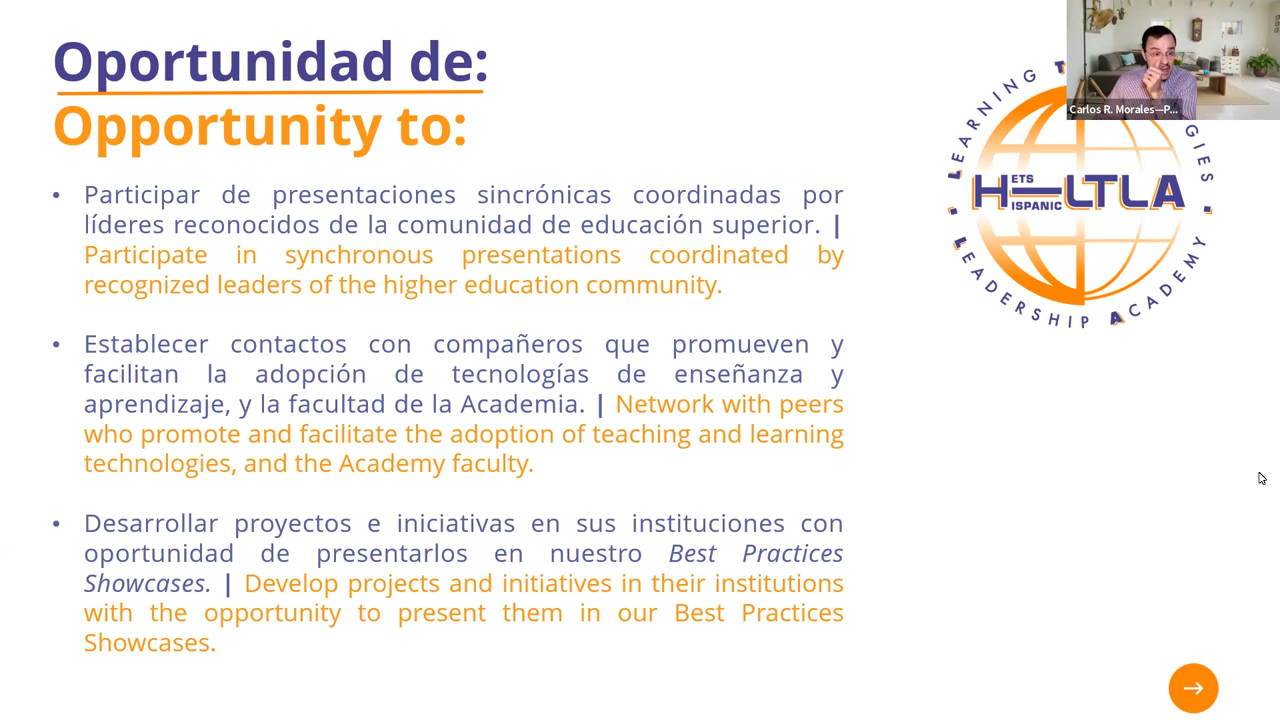 Oportunidad de:
Opportunity to:
• Participar de presentaciones sincrónicas coordinadas por
líderes reconocidos de la comunidad de educación superior. |
Participate in synchronous presentations coordinated by
recognized leaders of the higher education community.
• Establecer contactos con compañeros que promueven y
facilitan la adopción de tecnologías de enseñanza y
aprendizaje, y la facultad de la Academia. | Network with peers
who promote and facilitate the adoption of teaching and learning
technologies, and the Academy faculty.
• Desarrollar proyectos e iniciativas en sus instituciones con
oportunidad de presentarlos en nuestro Best Practices
Showcases. | Develop projects and initiatives in their institutions
with the opportunity to present them in our Best Practices
Showcases.
Carlos R. Morales—P...
LEARNING T GIES
HETS
HISPANIC
LTLA
LEADERSHIP ACADEMY